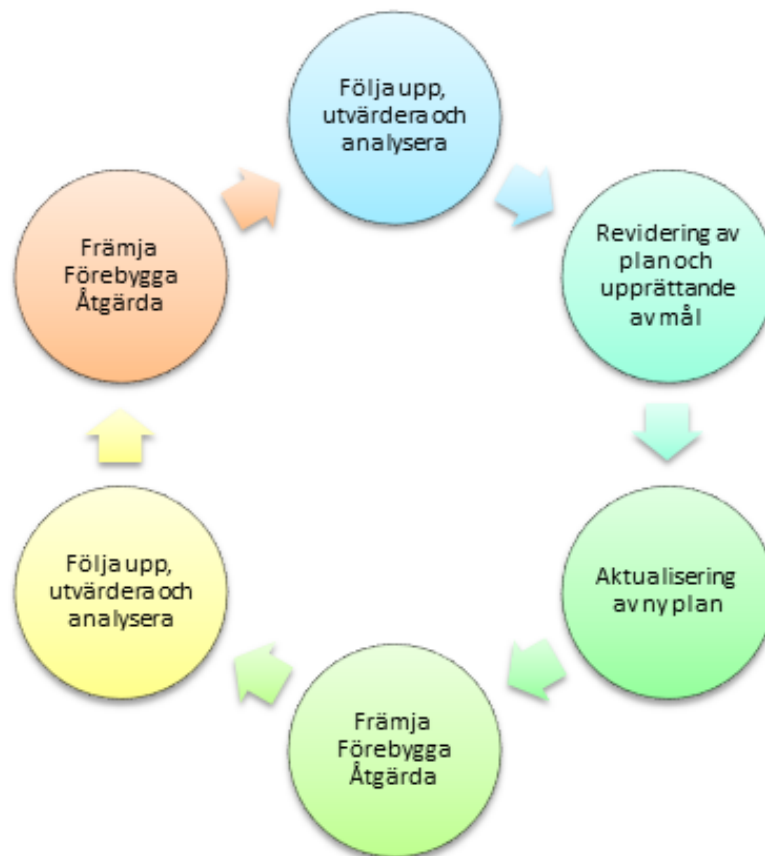 Följa upp,
utvärdera och
analysera
Revidering av
plan och
upprättande
av mål
Aktualisering
av ny plan
Främja
Förebygga
Åtgärda
Följa upp,
utvärdera och
analysera
Främja
Förebygga
Åtgärda